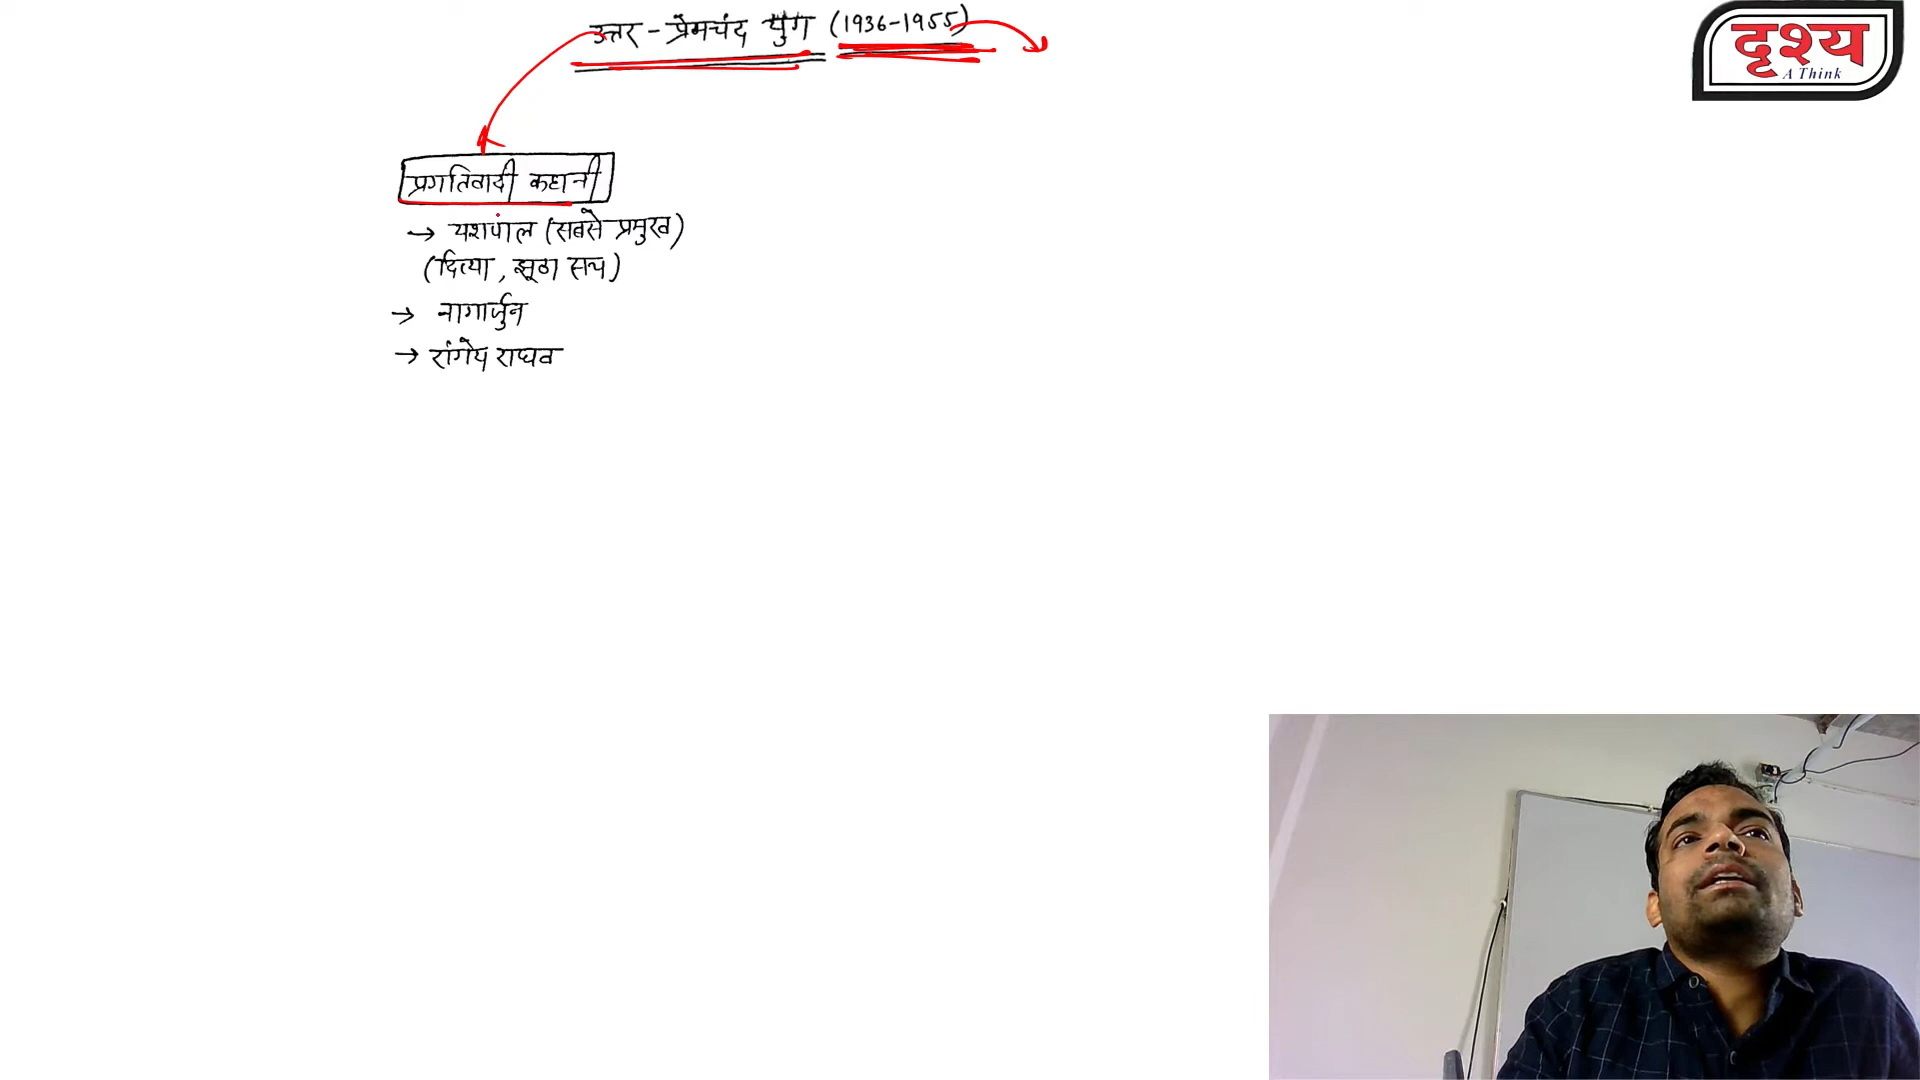 उत्तर - प्रेमचंद युग (1936-1955)
दृश्य
A Think
प्रगतिवादी कहानी
→ यशपाल (सबसे प्रमुख)
(दिव्या, झूठा सच)
→ नागार्जुन
→ रांगेय राघव